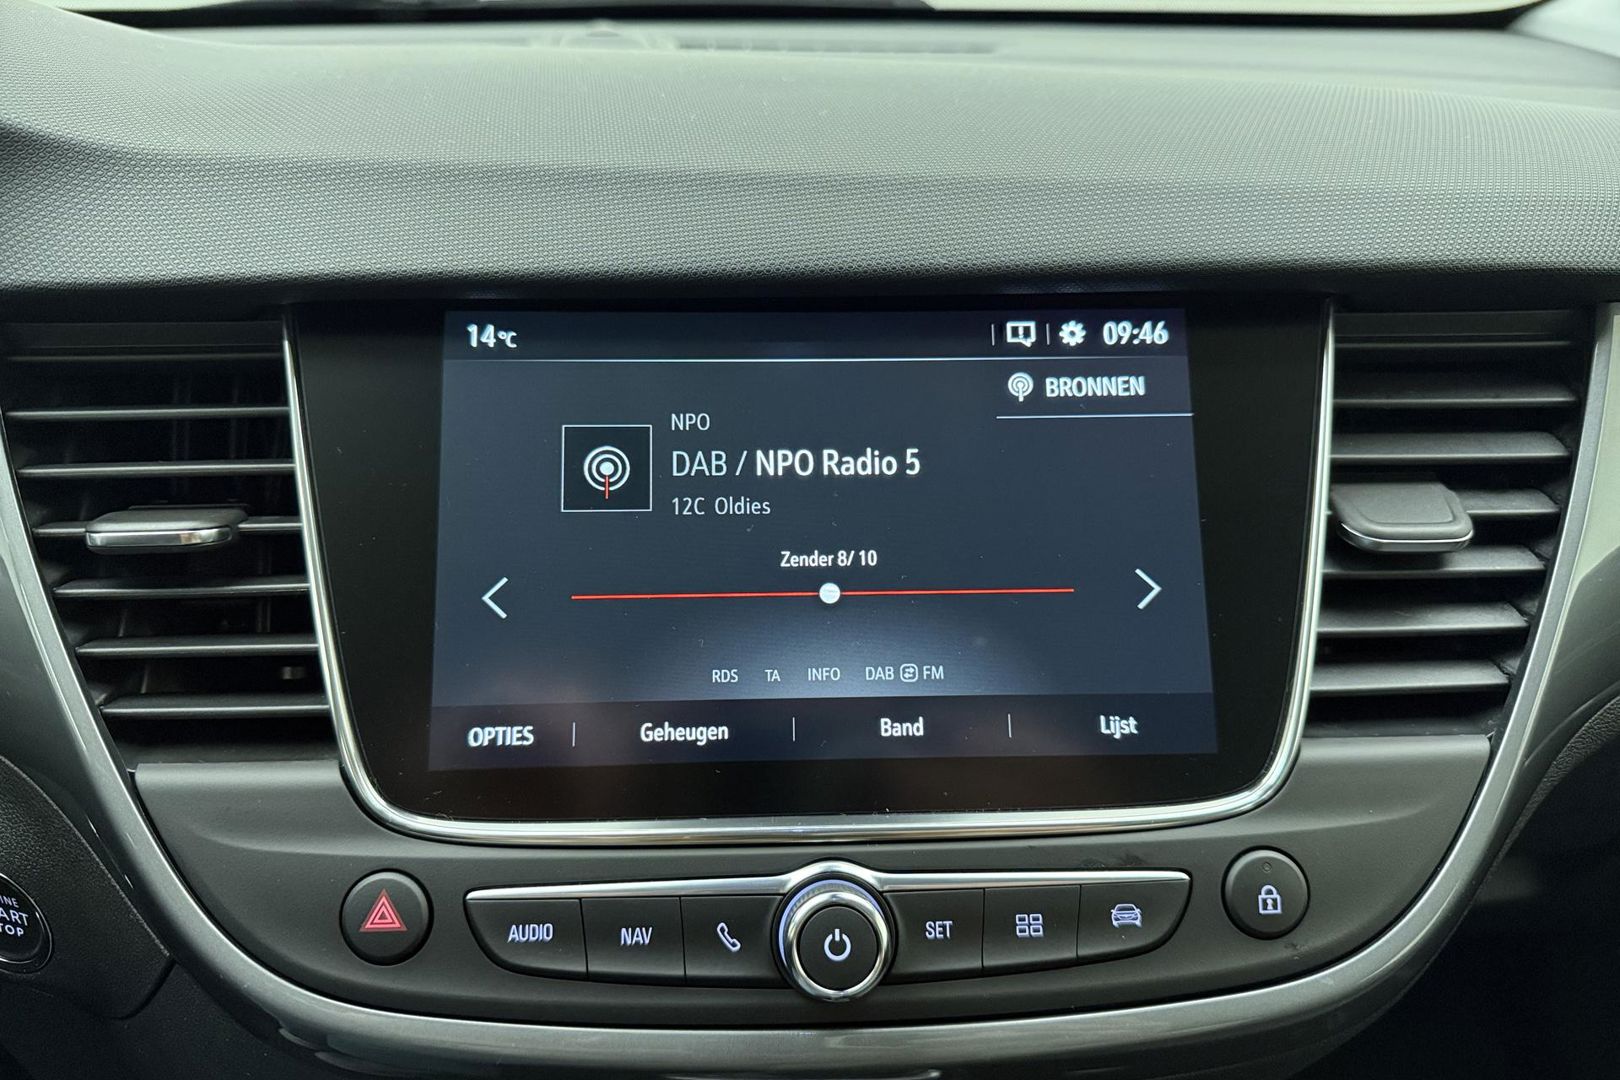 14°C
09:46
BRONNEN
NPO
DAB / NPO Radio 5
12C Oldies
Zender 8/ 10
RDS TA INFO DAB FM
OPTIES Geheugen Band Lijst
AUDIO NAV SET